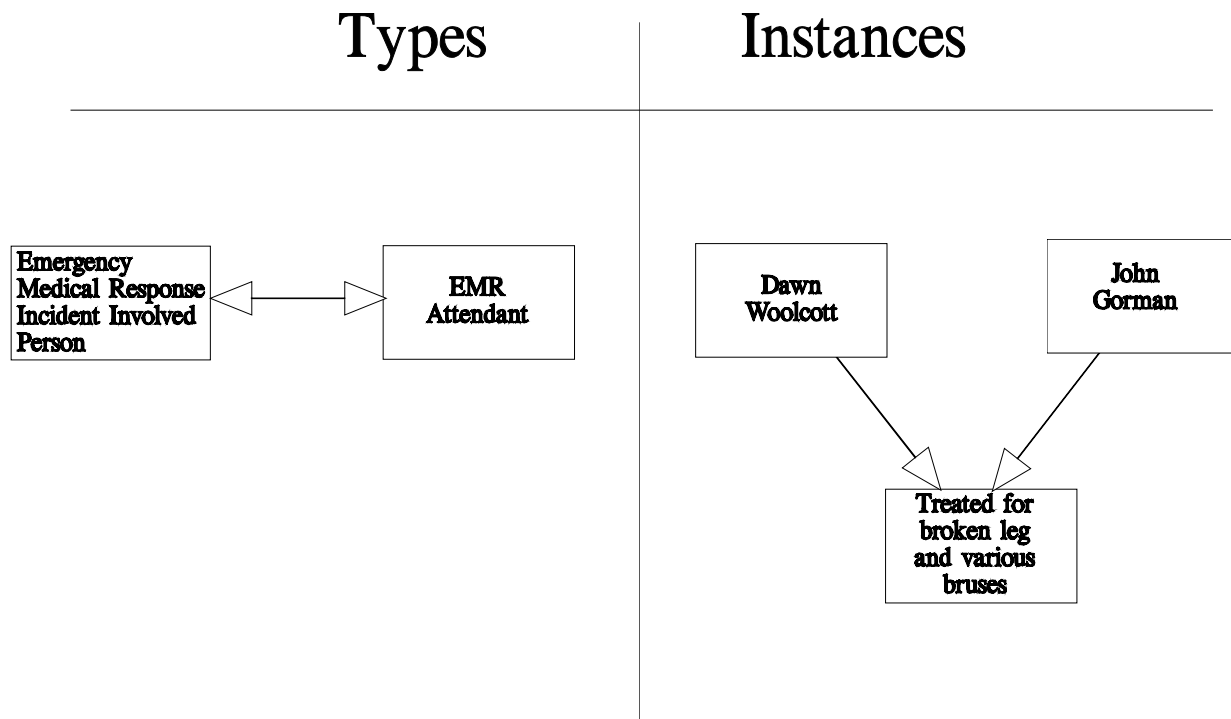 Types
Instances
Emergency
Medical Response
Incident Involved
Person
EMR
Attendant
Dawn
Woolcott
John
Gorman
Treated for
broken leg
and various
bruses